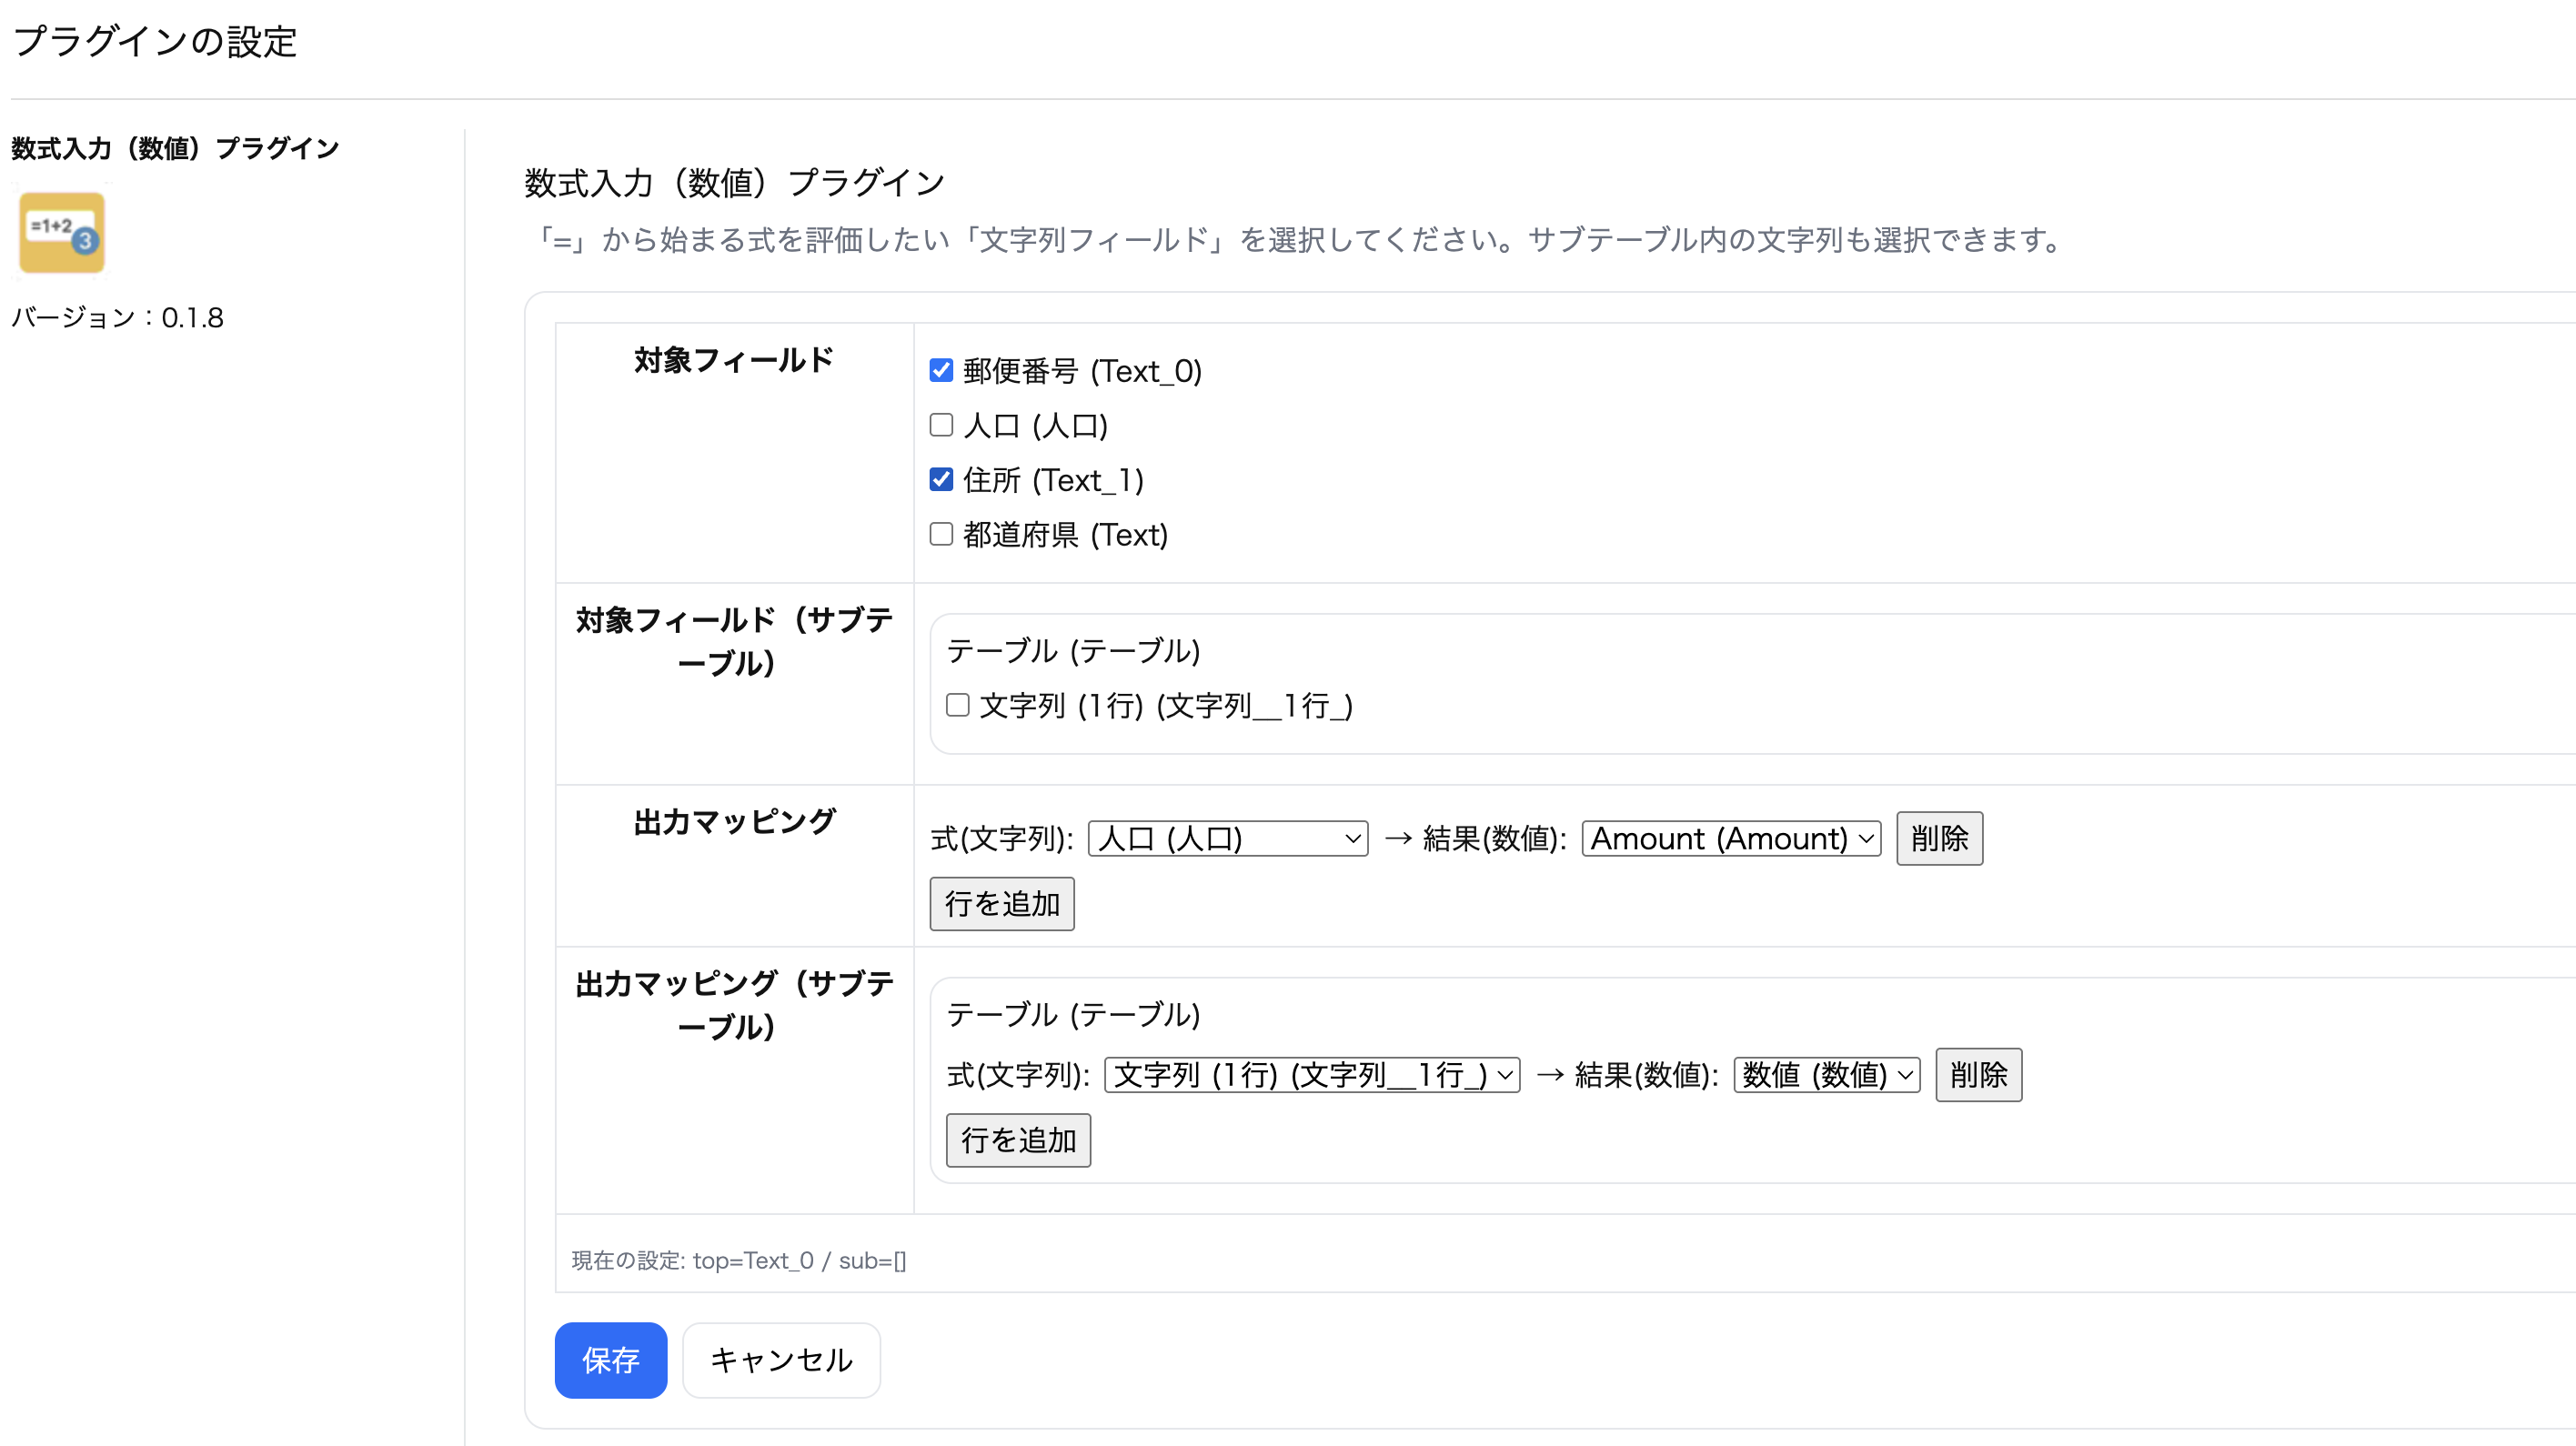 プラグインの設定
数式入力（数値）プラグイン
=1+2
3
バージョン：0.1.8
数式入力（数値）プラグイン
「=」から始まる式を評価したい「文字列フィールド」を選択してください。サブテーブル内の文字列も選択できます。
対象フィールド
郵便番号 (Text_0)
人口 (人口)
住所 (Text_1)
都道府県 (Text)
対象フィールド（サブテ
ーブル）
テーブル (テーブル)
文字列 (1行) (文字列__1行_)
出力マッピング
式(文字列): 人口 (人口) → 結果(数値): Amount (Amount) 削除
行を追加
出力マッピング（サブテ
ーブル）
テーブル (テーブル)
式(文字列): 文字列 (1行) (文字列__1行_) → 結果(数値): 数値 (数値) 削除
行を追加
現在の設定: top=Text_0 / sub=[]
保存 キャンセル